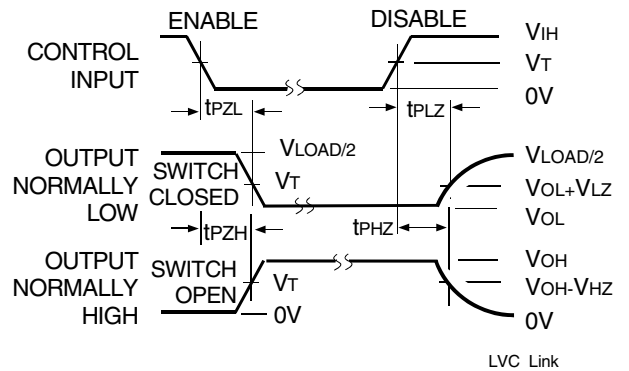 ENABLE
DISABLE
CONTROL
INPUT
VIH
VT
0V
tPZL
tPLZ
OUTPUT
NORMALLY
LOW
SWITCH
CLOSED
VLOAD/2
VT
VLOAD/2
VOL+VLZ
VOL
tPZH
tPHZ
OUTPUT
NORMALLY
HIGH
SWITCH
OPEN
VT
0V
VOH
VOH-VHZ
0V
LVC Link